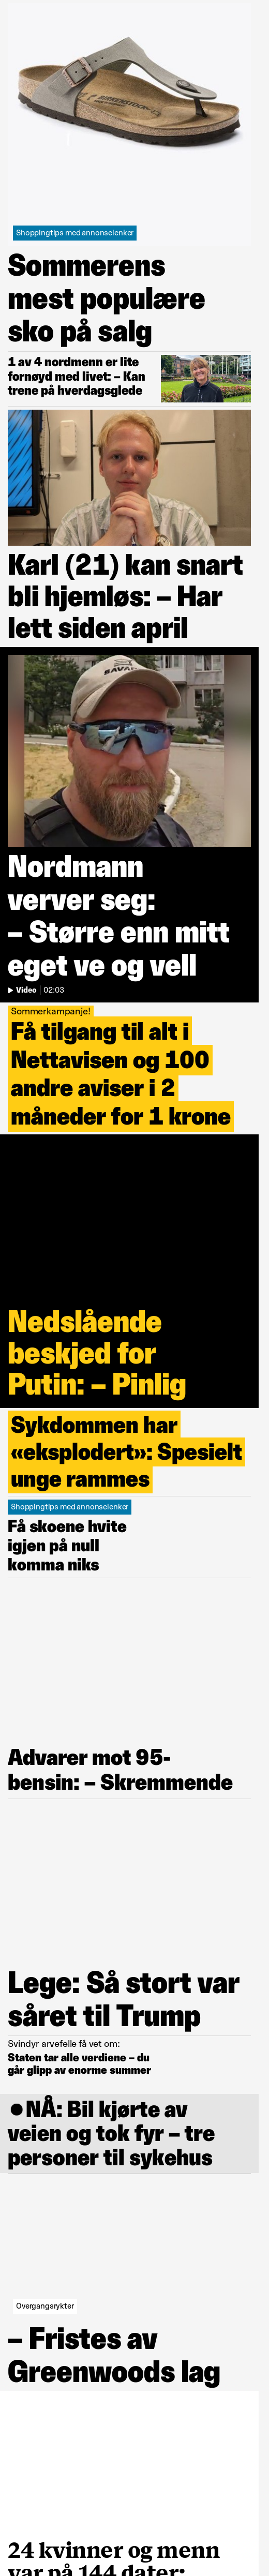 BIRKENSTOCK
Shoppingtips med annonselenker
Sommerens
mest populære
sko på salg
1 av 4 nordmenn er lite
fornøyd med livet: – Kan
trene på hverdagsglede
Karl (21) kan snart
bli hjemløs: – Har
lett siden april
Nordmann
verver seg:
– Større enn mitt
eget ve og vell
Video | 02:03
Sommerkampanje!
Få tilgang til alt i
Nettavisen og 100
andre aviser i 2
måneder for 1 krone
Nedslående
beskjed for
Putin: – Pinlig
Sykdommen har
«eksplodert»: Spesielt
unge rammes
Shoppingtips med annonselenker
Få skoene hvite
igjen på null
komma niks
Advarer mot 95-
bensin: – Skremmende
Lege: Så stort var
såret til Trump
Svindyr arvefelle få vet om:
Staten tar alle verdiene – du
går glipp av enorme summer
●NÅ: Bil kjørte av
veien og tok fyr – tre
personer til sykehus
Overgangsrykter
– Fristes av
Greenwoods lag
24 kvinner og menn
var på 144 dater: